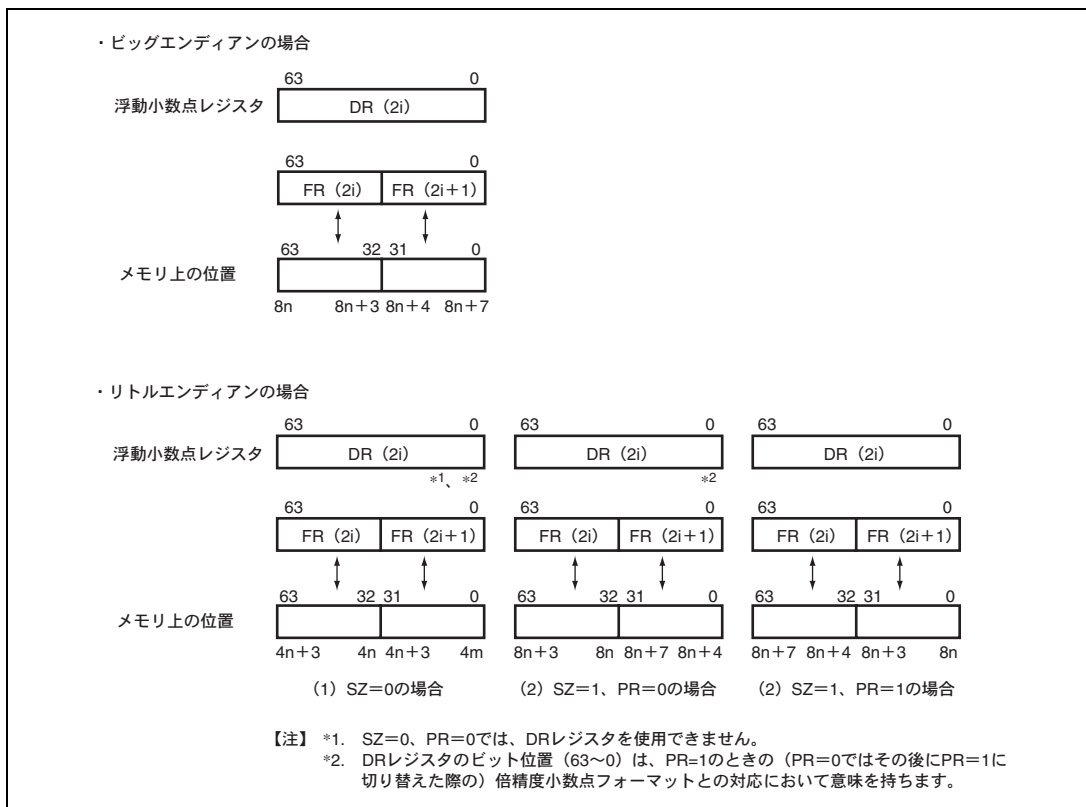 ・ビッグエンディアンの場合
63 0
浮動小数点レジスタ DR（2i）
63 0
FR（2i） FR（2i＋1）
63 32 31 0
メモリ上の位置
8n 8n＋3 8n＋4 8n＋7
・リトルエンディアンの場合
63 0 63 0 63 0
浮動小数点レジスタ DR（2i） DR（2i） DR（2i）
*1、*2 *2
63 0 63 0 63 0
FR（2i） FR（2i＋1） FR（2i） FR（2i＋1） FR（2i） FR（2i＋1）
63 32 31 0 63 32 31 0 63 32 31 0
メモリ上の位置
4n＋3 4n 4n＋3 4m 8n＋3 8n 8n＋7 8n＋4 8n＋7 8n＋4 8n＋3 8n
（1）SZ＝0の場合 （2）SZ＝1、PR＝0の場合 （2）SZ＝1、PR＝1の場合
【注】 *1. SZ＝0、PR＝0では、DRレジスタを使用できません。
*2. DRレジスタのビット位置（63～0）は、PR=1のときの（PR＝0ではその後にPR＝1に
切り替えた際の）倍精度小数点フォーマットとの対応において意味を持ちます。